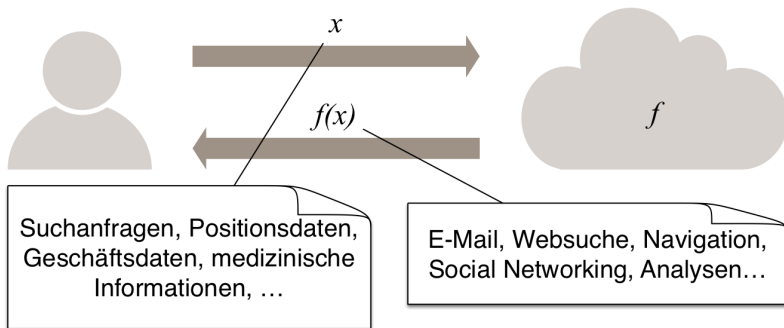 x
f(x)
f
Suchanfragen, Positionsdaten,
Geschäftsdaten, medizinische
Informationen, …
E-Mail, Websuche, Navigation,
Social Networking, Analysen…